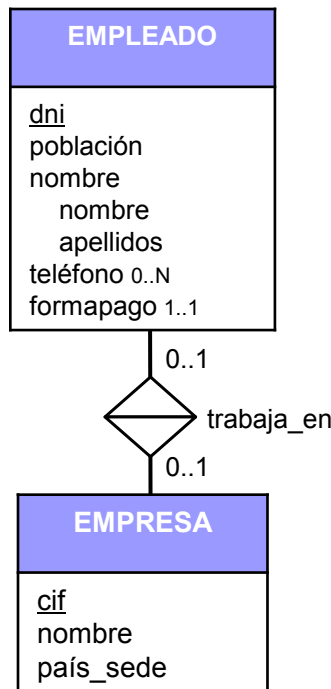 EMPLEADO
dni
población
nombre
nombre
apellidos
teléfono 0..N
formapago 1..1
0..1
trabaja_en
0..1
EMPRESA
cif
nombre
país_sede